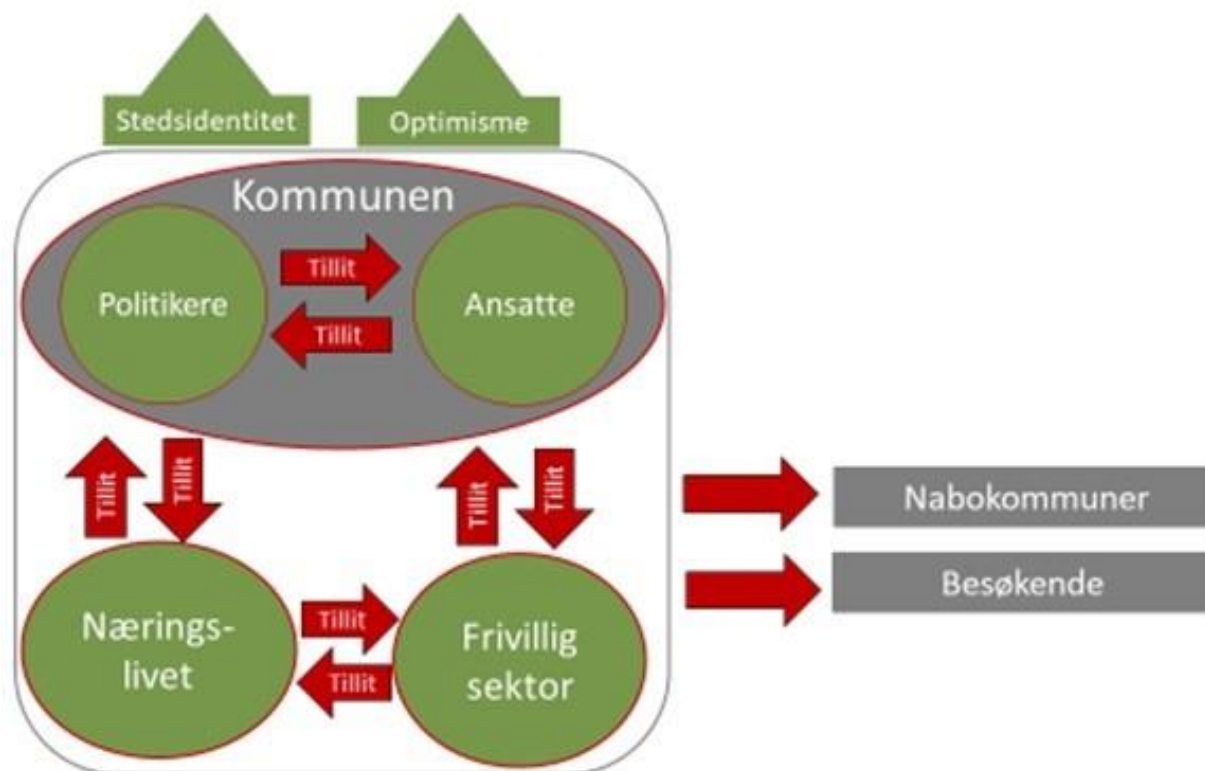 Stedsidentitet
Optimisme
Kommunen
Politikere
Tillit
Tillit
Ansatte
Tillit
Tillit
Tillit
Tillit
Nabokommuner
Besøkende
Nærings-
livet
Tillit
Tillit
Frivillig
sektor